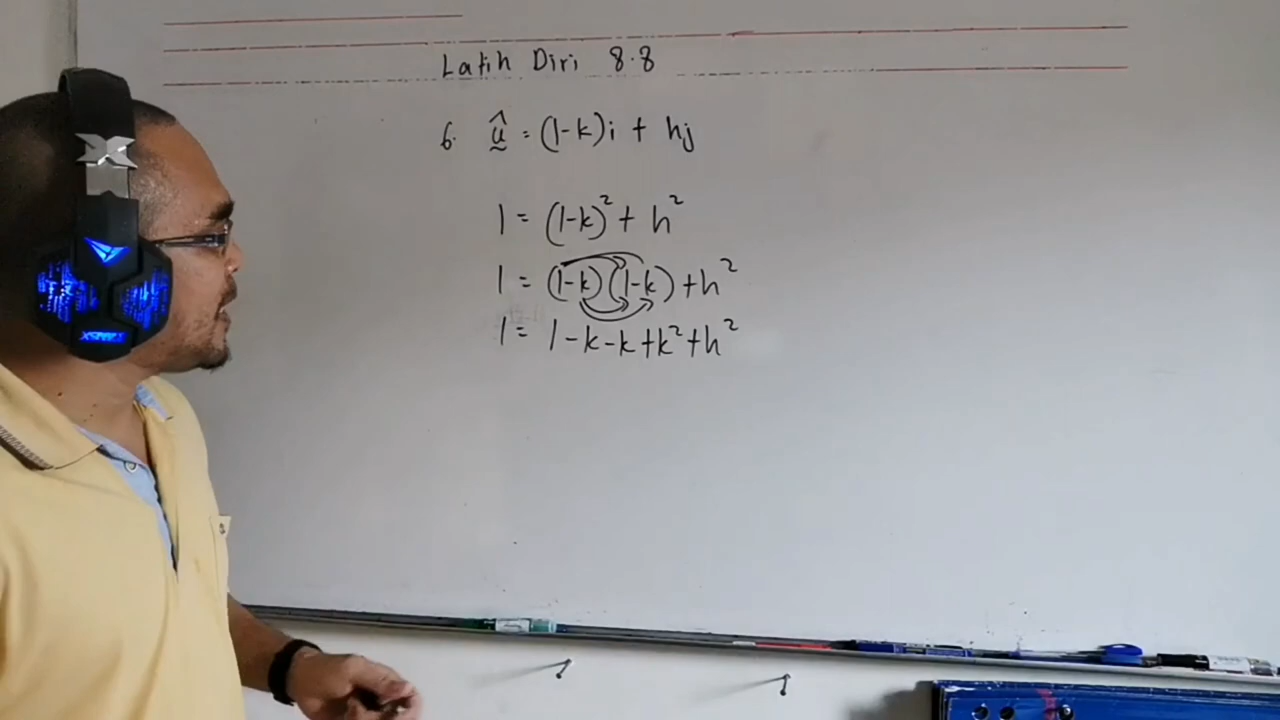 Latih Diri 8.8
6. ṵ̂ = (1-k)i + hj
1 = (1-k)² + h²
1 = (1-k)(1-k) + h²
1 = 1 - k - k + k² + h²